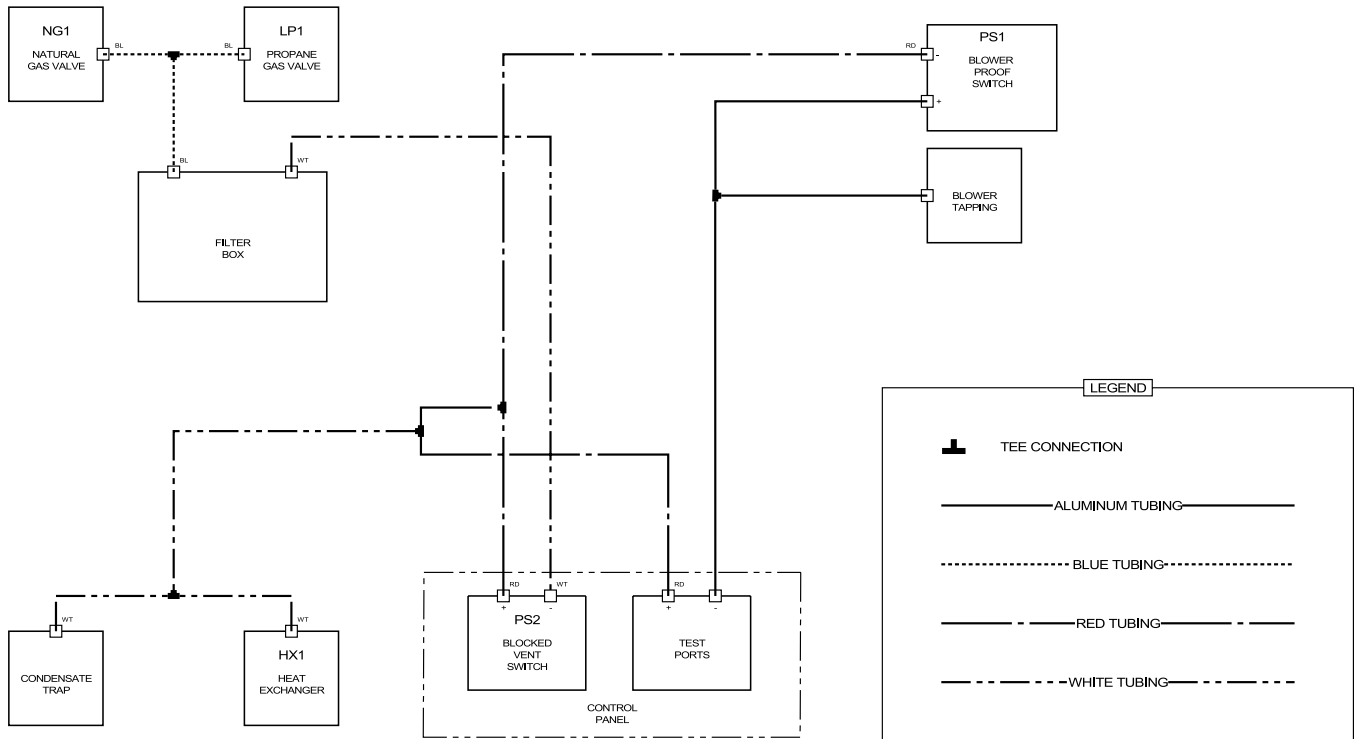 NG1
NATURAL
GAS VALVE
BL
BL
LP1
PROPANE
GAS VALVE
RD
-
+
PS1
BLOWER
PROOF
SWITCH
BL
WT
FILTER
BOX
BLOWER
TAPPING
LEGEND
TEE CONNECTION
ALUMINUM TUBING
BLUE TUBING
RED TUBING
WHITE TUBING
WT
CONDENSATE
TRAP
WT
HX1
HEAT
EXCHANGER
RD
WT
+
-
PS2
BLOCKED
VENT
SWITCH
RD
+
-
TEST
PORTS
CONTROL
PANEL